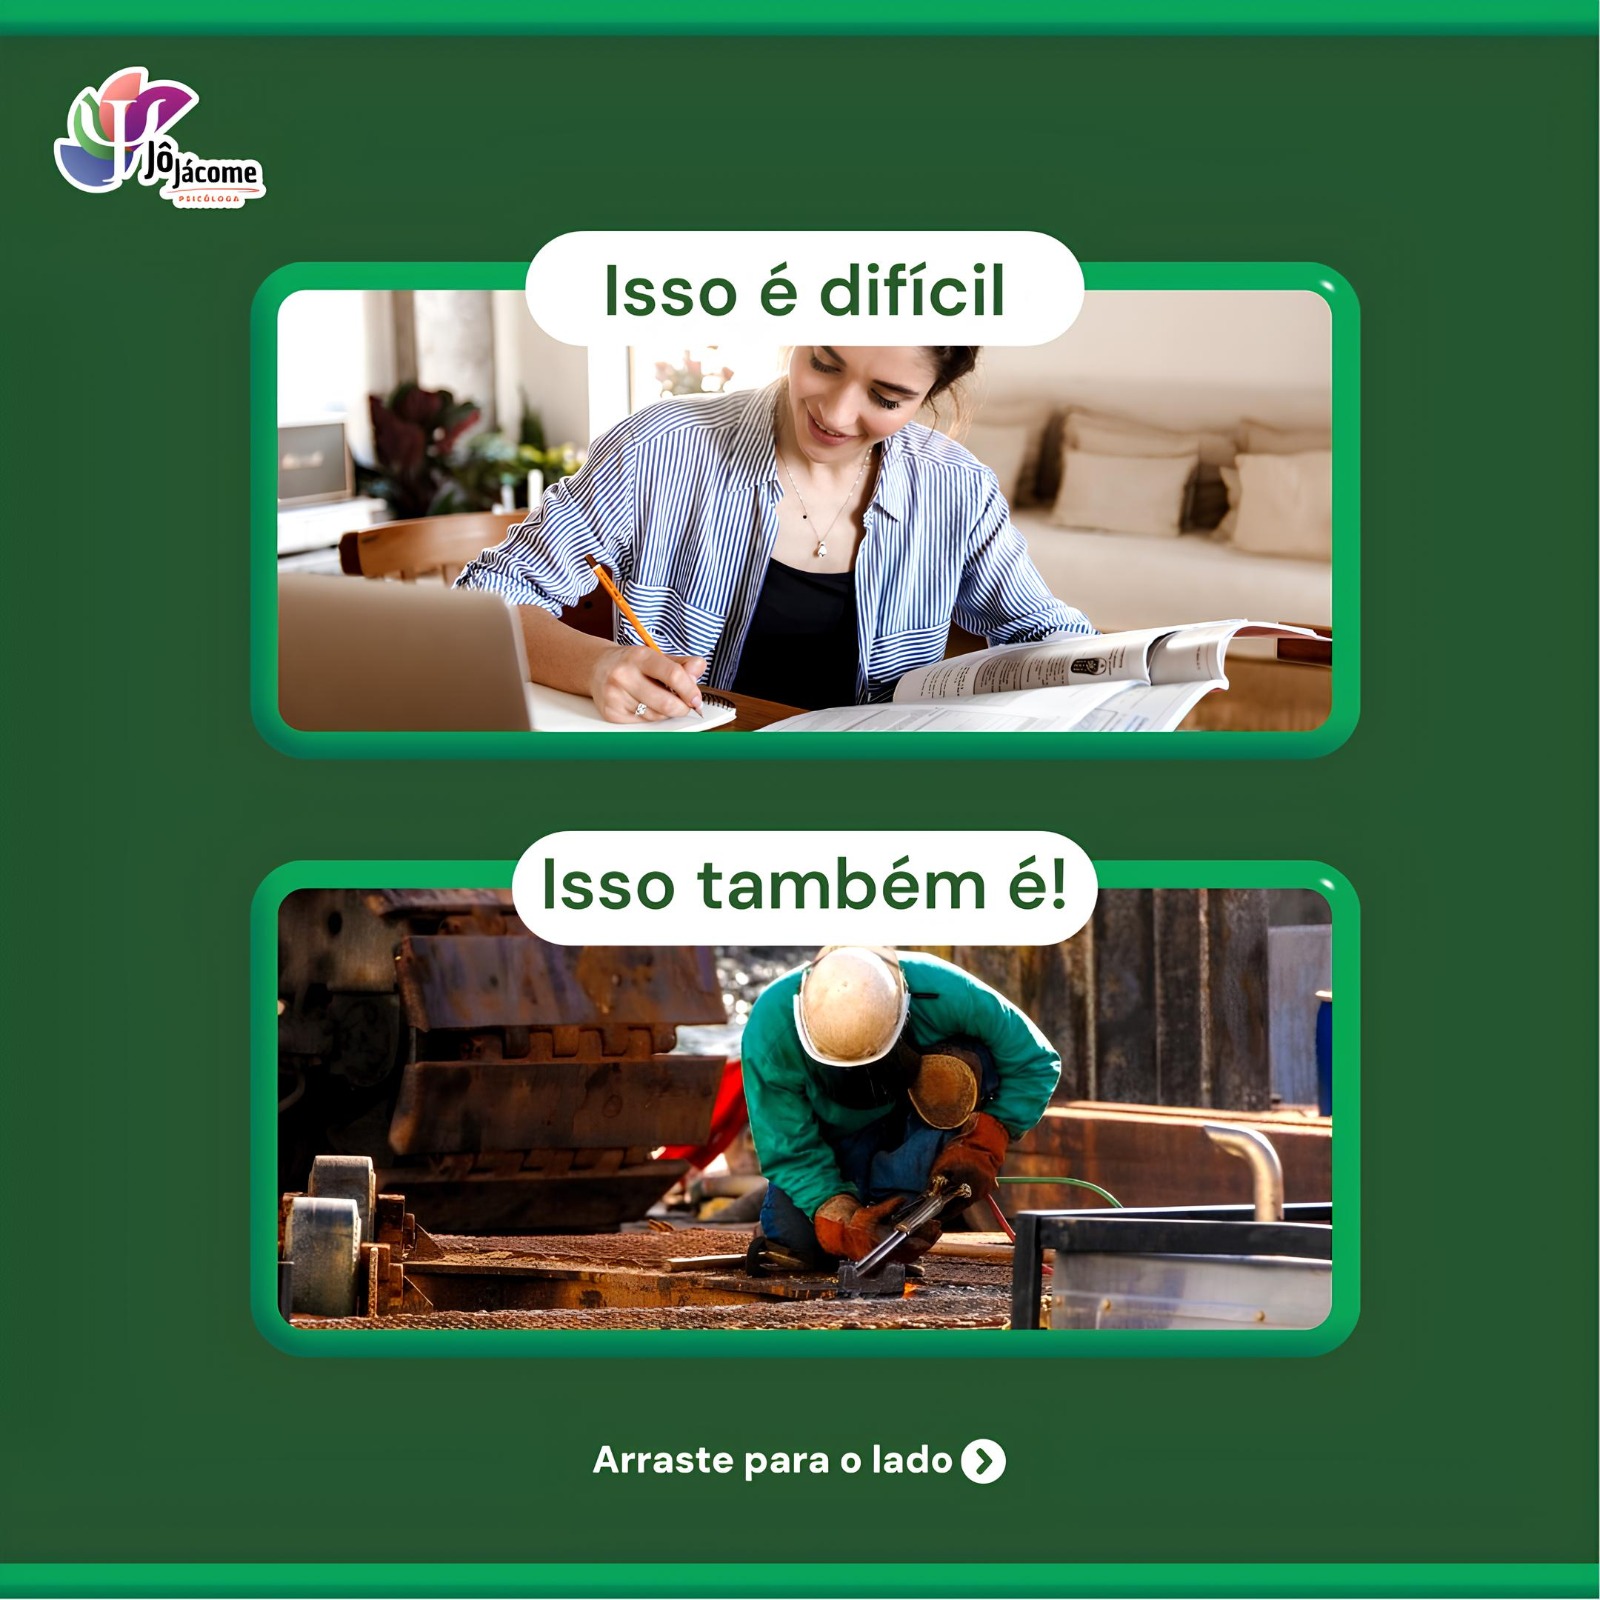 Jô Jácome
PSICÓLOGA
Isso é difícil
Isso também é!
Arraste para o lado